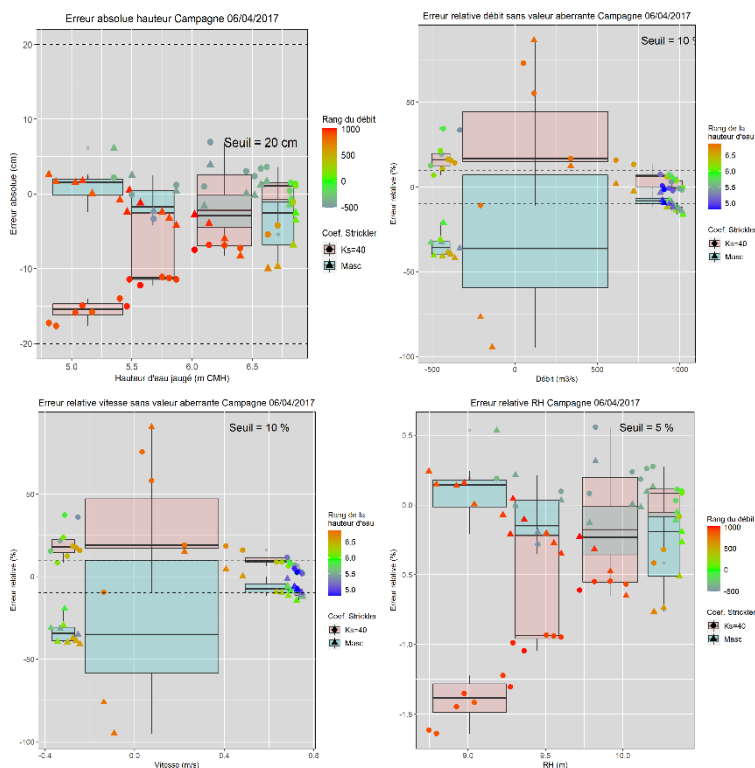 Erreur absolue hauteur Campagne 06/04/2017
20
10
0
-10
-20
Erreur absolue (cm)
Seuil = 20 cm
5.0
5.5
6.0
6.5
Hauteur d'eau jaugé (m CMH)
Rang du débit
1000
500
0
-500
Coef. Strickler
Ks=40
Masc
Erreur relative débit sans valeur aberrante Campagne 06/04/2017
50
0
-50
-100
Erreur relative (%)
Seuil = 10 %
-500
0
500
1000
Débit (m3/s)
Rang de la
hauteur d'eau
6.5
6.0
5.5
5.0
Coef. Strickler
Ks=40
Masc
Erreur relative vitesse sans valeur aberrante Campagne 06/04/2017
50
0
-50
-100
Erreur relative (%)
Seuil = 10 %
-0.4
0.0
0.4
0.8
Vitesse (m/s)
Rang de la
hauteur d'eau
6.5
6.0
5.5
5.0
Coef. Strickler
Ks=40
Masc
Erreur relative RH Campagne 06/04/2017
0.5
0.0
-0.5
-1.0
-1.5
Erreur relative (%)
Seuil = 5 %
9.0
9.5
10.0
RH (m)
Rang du débit
1000
500
0
-500
Coef. Strickler
Ks=40
Masc